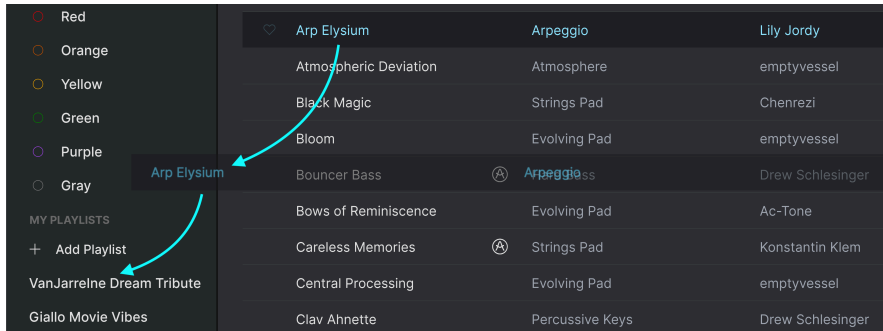 Red
Orange
Yellow
Green
Purple
Gray
MY PLAYLISTS
+ Add Playlist
VanJarrelne Dream Tribute
Giallo Movie Vibes
Arp Elysium Arpeggio Lily Jordy
Atmospheric Deviation Atmosphere emptyvessel
Black Magic Strings Pad Chenrezi
Bloom Evolving Pad emptyvessel
Arp Elysium Arpeggio
Bouncer Bass Bass Drew Schlesinger
Bows of Reminiscence Evolving Pad Ac-Tone
Careless Memories Strings Pad Konstantin Klem
Central Processing Evolving Pad emptyvessel
Clav Ahnette Percussive Keys Drew Schlesinger